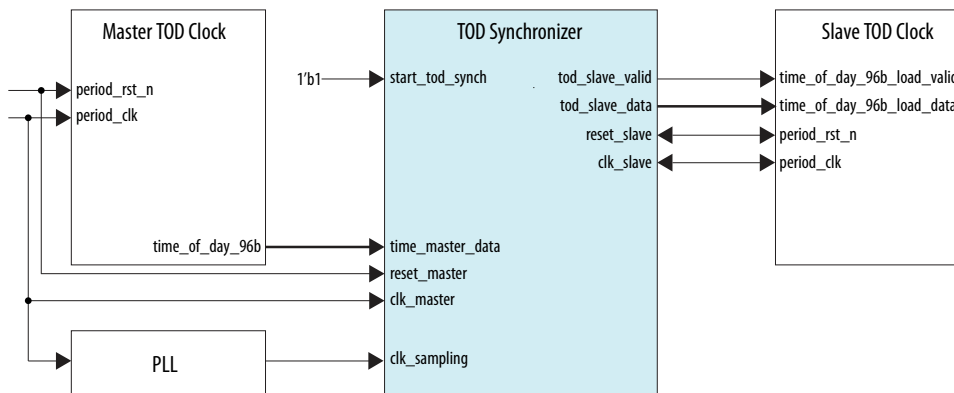 Master TOD Clock
period_rst_n
period_clk
time_of_day_96b
TOD Synchronizer
1'b1
start_tod_synch
tod_slave_valid
tod_slave_data
reset_slave
clk_slave
time_master_data
reset_master
clk_master
clk_sampling
Slave TOD Clock
time_of_day_96b_load_valid
time_of_day_96b_load_data
period_rst_n
period_clk
PLL